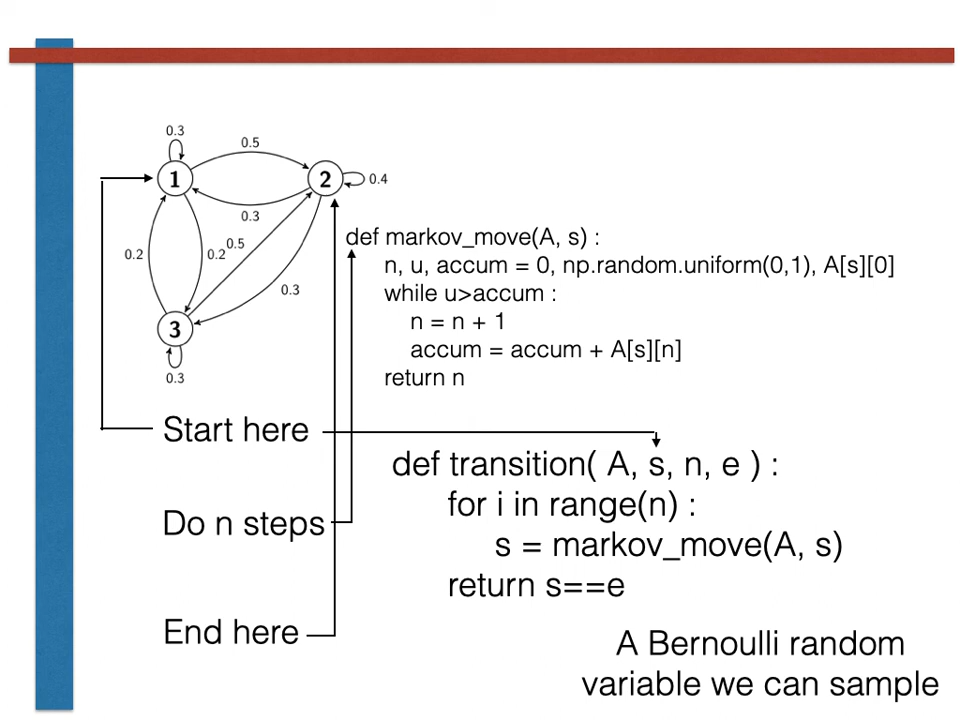 0.3
0.5
1
2
0.4
0.3
0.2
0.2
0.5
0.3
3
0.3
def markov_move(A, s) :
n, u, accum = 0, np.random.uniform(0,1), A[s][0]
while u>accum :
n = n + 1
accum = accum + A[s][n]
return n
Start here
def transition( A, s, n, e ) :
for i in range(n) :
Do n steps
s = markov_move(A, s)
return s==e
End here
A Bernoulli random
variable we can sample